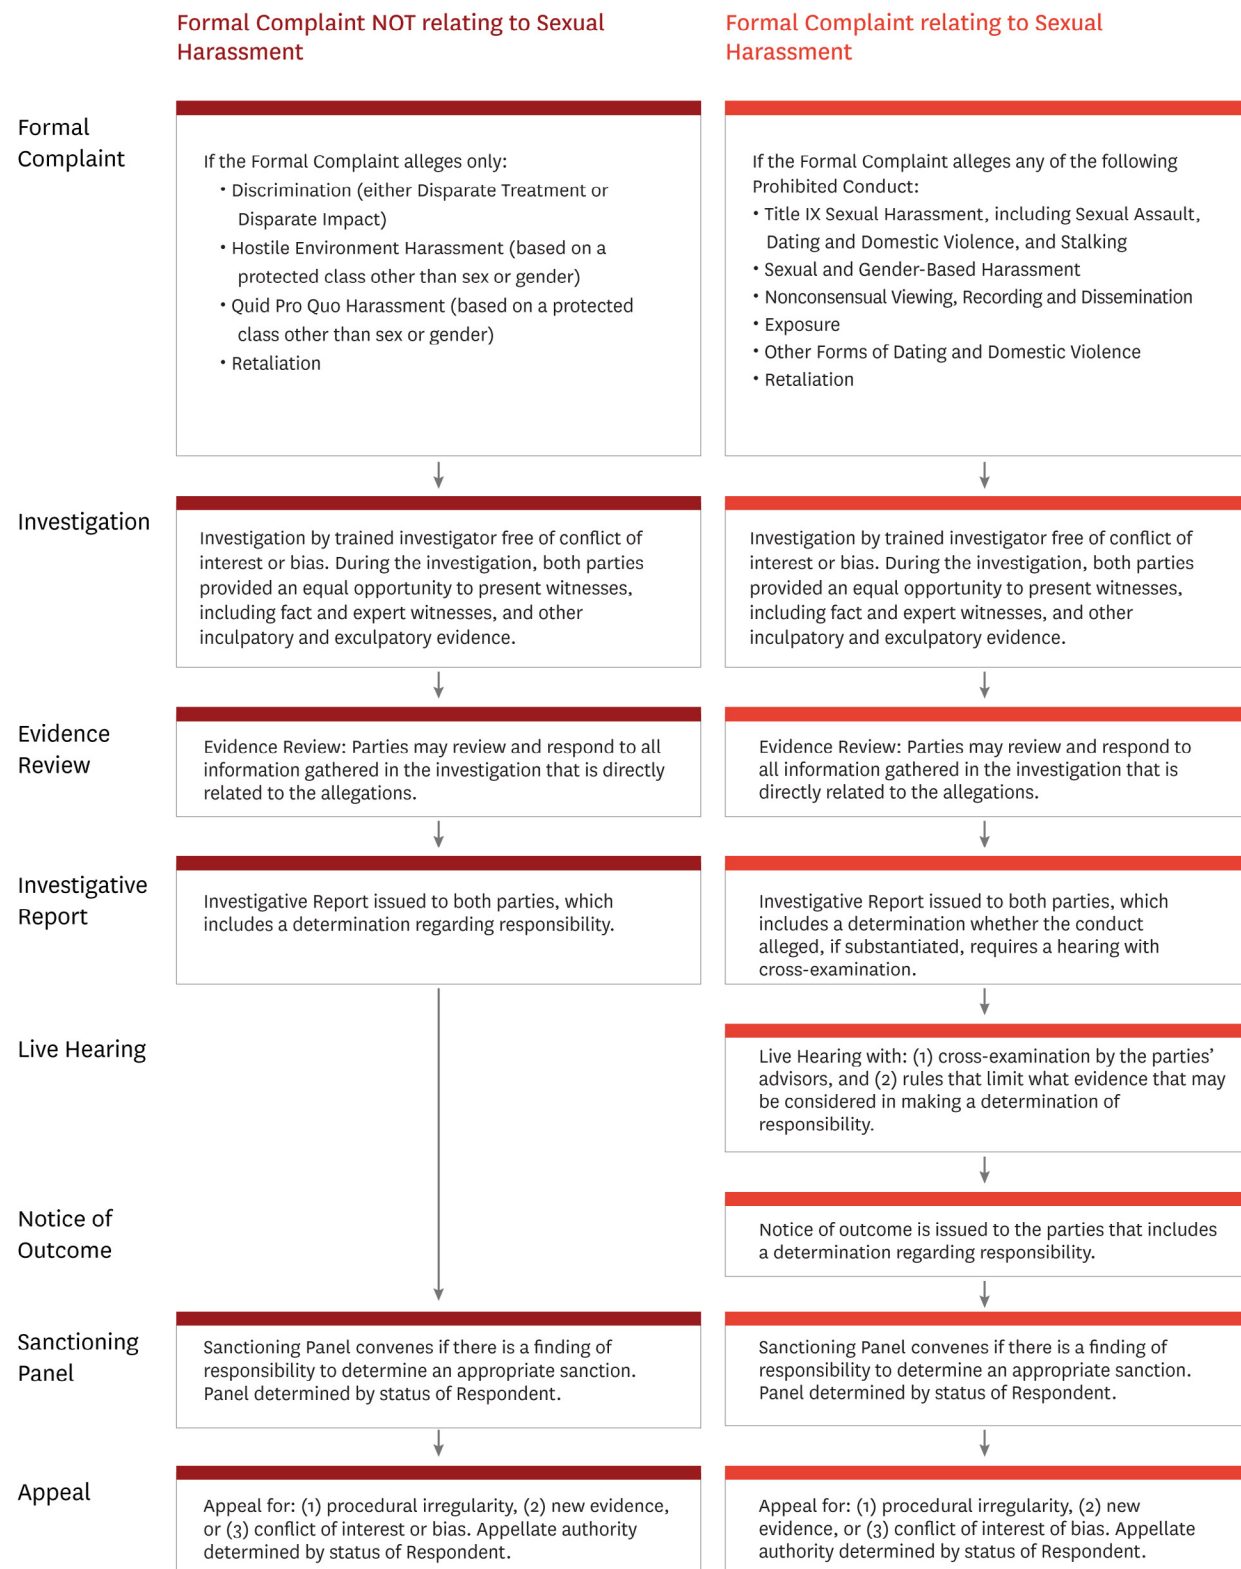 Formal Complaint NOT relating to Sexual
Harassment
Formal Complaint relating to Sexual
Harassment
Formal
Complaint
If the Formal Complaint alleges only:
• Discrimination (either Disparate Treatment or
Disparate Impact)
• Hostile Environment Harassment (based on a
protected class other than sex or gender)
• Quid Pro Quo Harassment (based on a protected
class other than sex or gender)
• Retaliation
If the Formal Complaint alleges any of the following
Prohibited Conduct:
• Title IX Sexual Harassment, including Sexual Assault,
Dating and Domestic Violence, and Stalking
• Sexual and Gender-Based Harassment
• Nonconsensual Viewing, Recording and Dissemination
• Exposure
• Other Forms of Dating and Domestic Violence
• Retaliation
Investigation
Investigation by trained investigator free of conflict of
interest or bias. During the investigation, both parties
provided an equal opportunity to present witnesses,
including fact and expert witnesses, and other
inculpatory and exculpatory evidence.
Investigation by trained investigator free of conflict of
interest or bias. During the investigation, both parties
provided an equal opportunity to present witnesses,
including fact and expert witnesses, and other
inculpatory and exculpatory evidence.
Evidence
Review
Evidence Review: Parties may review and respond to all
information gathered in the investigation that is directly
related to the allegations.
Evidence Review: Parties may review and respond to
all information gathered in the investigation that is
directly related to the allegations.
Investigative
Report
Investigative Report issued to both parties, which
includes a determination regarding responsibility.
Investigative Report issued to both parties, which
includes a determination whether the conduct
alleged, if substantiated, requires a hearing with
cross-examination.
Live Hearing
Live Hearing with: (1) cross-examination by the parties’
advisors, and (2) rules that limit what evidence that may
be considered in making a determination of
responsibility.
Notice of
Outcome
Notice of outcome is issued to the parties that includes
a determination regarding responsibility.
Sanctioning
Panel
Sanctioning Panel convenes if there is a finding of
responsibility to determine an appropriate sanction.
Panel determined by status of Respondent.
Sanctioning Panel convenes if there is a finding of
responsibility to determine an appropriate sanction.
Panel determined by status of Respondent.
Appeal
Appeal for: (1) procedural irregularity, (2) new evidence,
or (3) conflict of interest or bias. Appellate authority
determined by status of Respondent.
Appeal for: (1) procedural irregularity, (2) new
evidence, or (3) conflict of interest of bias. Appellate
authority determined by status of Respondent.